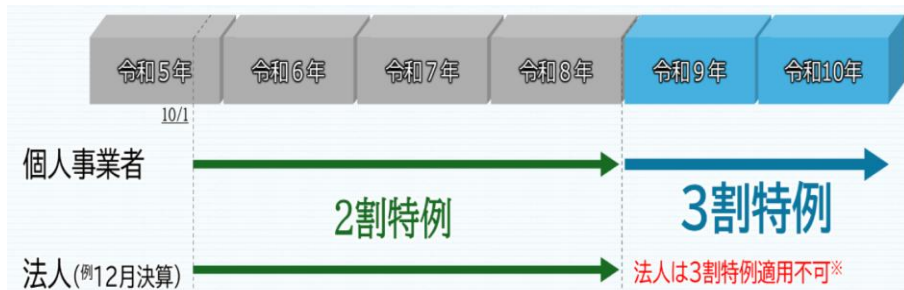 令和5年 令和6年 令和7年 令和8年 令和9年 令和10年
10/1
個人事業者
2割特例
3割特例
法人(例12月決算)
法人は3割特例適用不可※